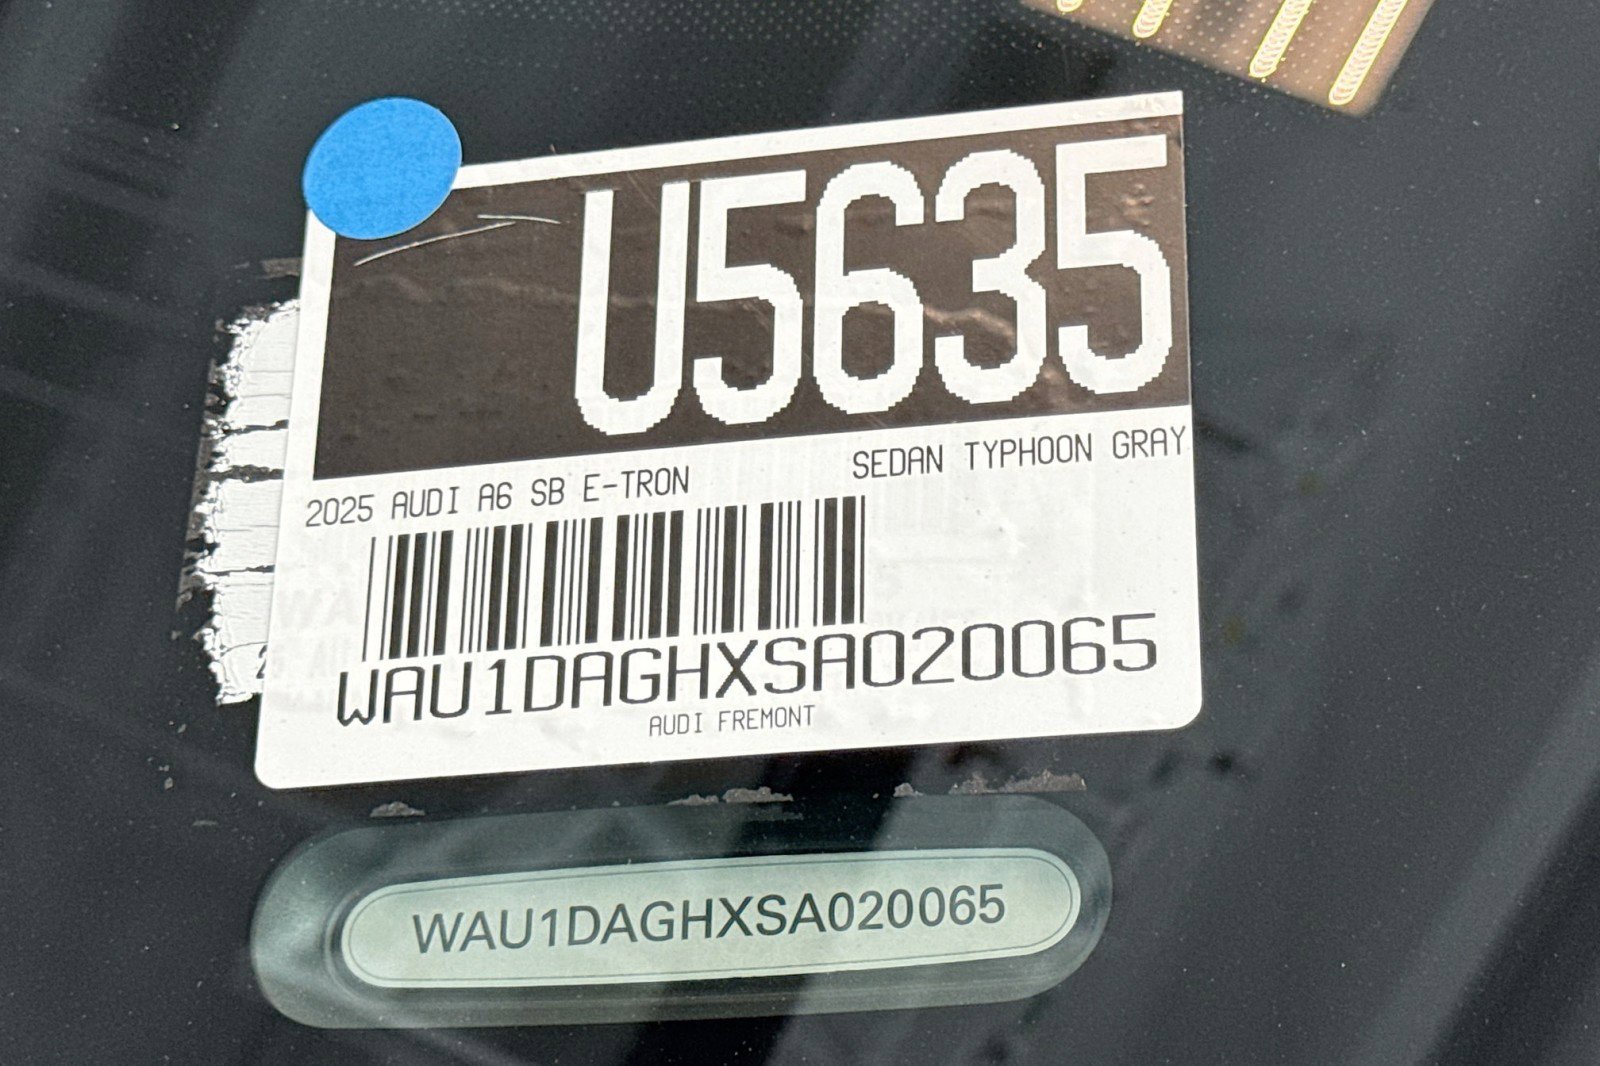 U5635
2025 AUDI A6 SB E-TRON SEDAN TYPHOON GRAY
WAU1DAGHXSA020065
AUDI FREMONT
WAU1DAGHXSA020065